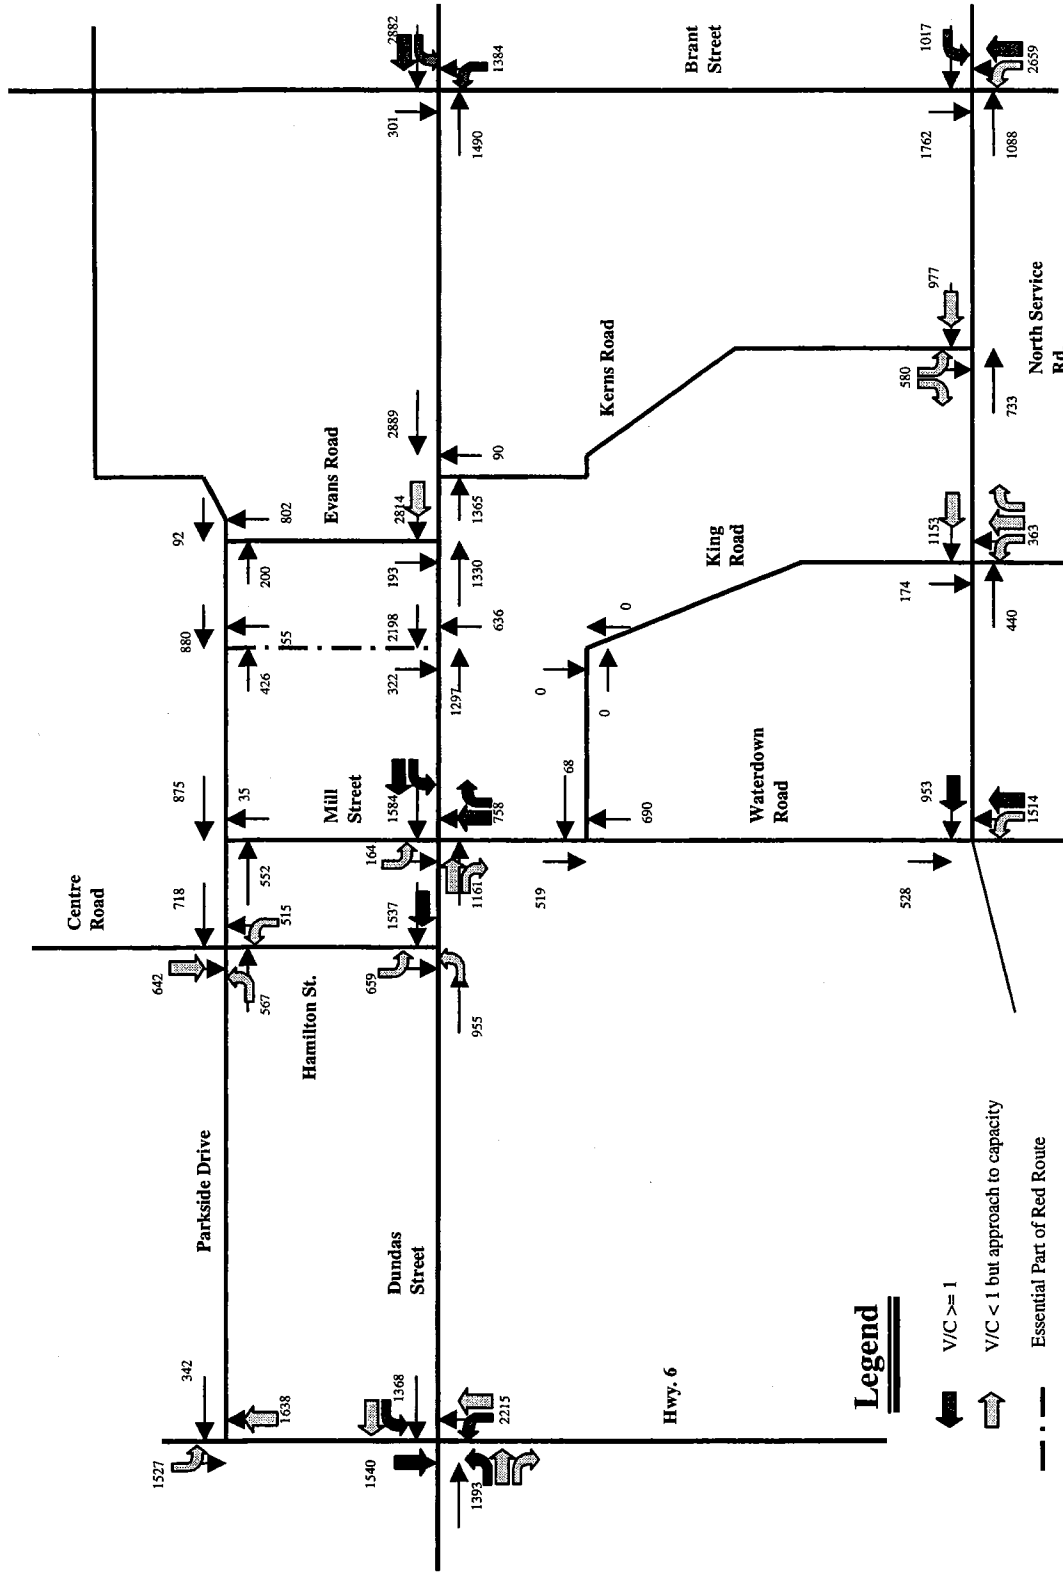 Centre
Road
Parkside Drive
Hamilton St.
Mill
Street
Evans Road
Dundas
Street
Brant
Street
Kerns Road
King
Road
Waterdown
Road
North Service
Rd
Hwy. 6
1527
342
1638
642
718
567
515
875
35
552
880
55
426
92
802
200
1540
1368
1393
2215
659
1537
955
164
1584
1161
758
322
2198
1297
636
193
2814
1330
2889
1365
90
301
2882
1490
1384
519
68
690
0
0
0
528
953
1514
174
1153
440
363
580
977
733
1762
1017
1088
2659
Legend
V/C >= 1
V/C < 1 but approach to capacity
Essential Part of Red Route